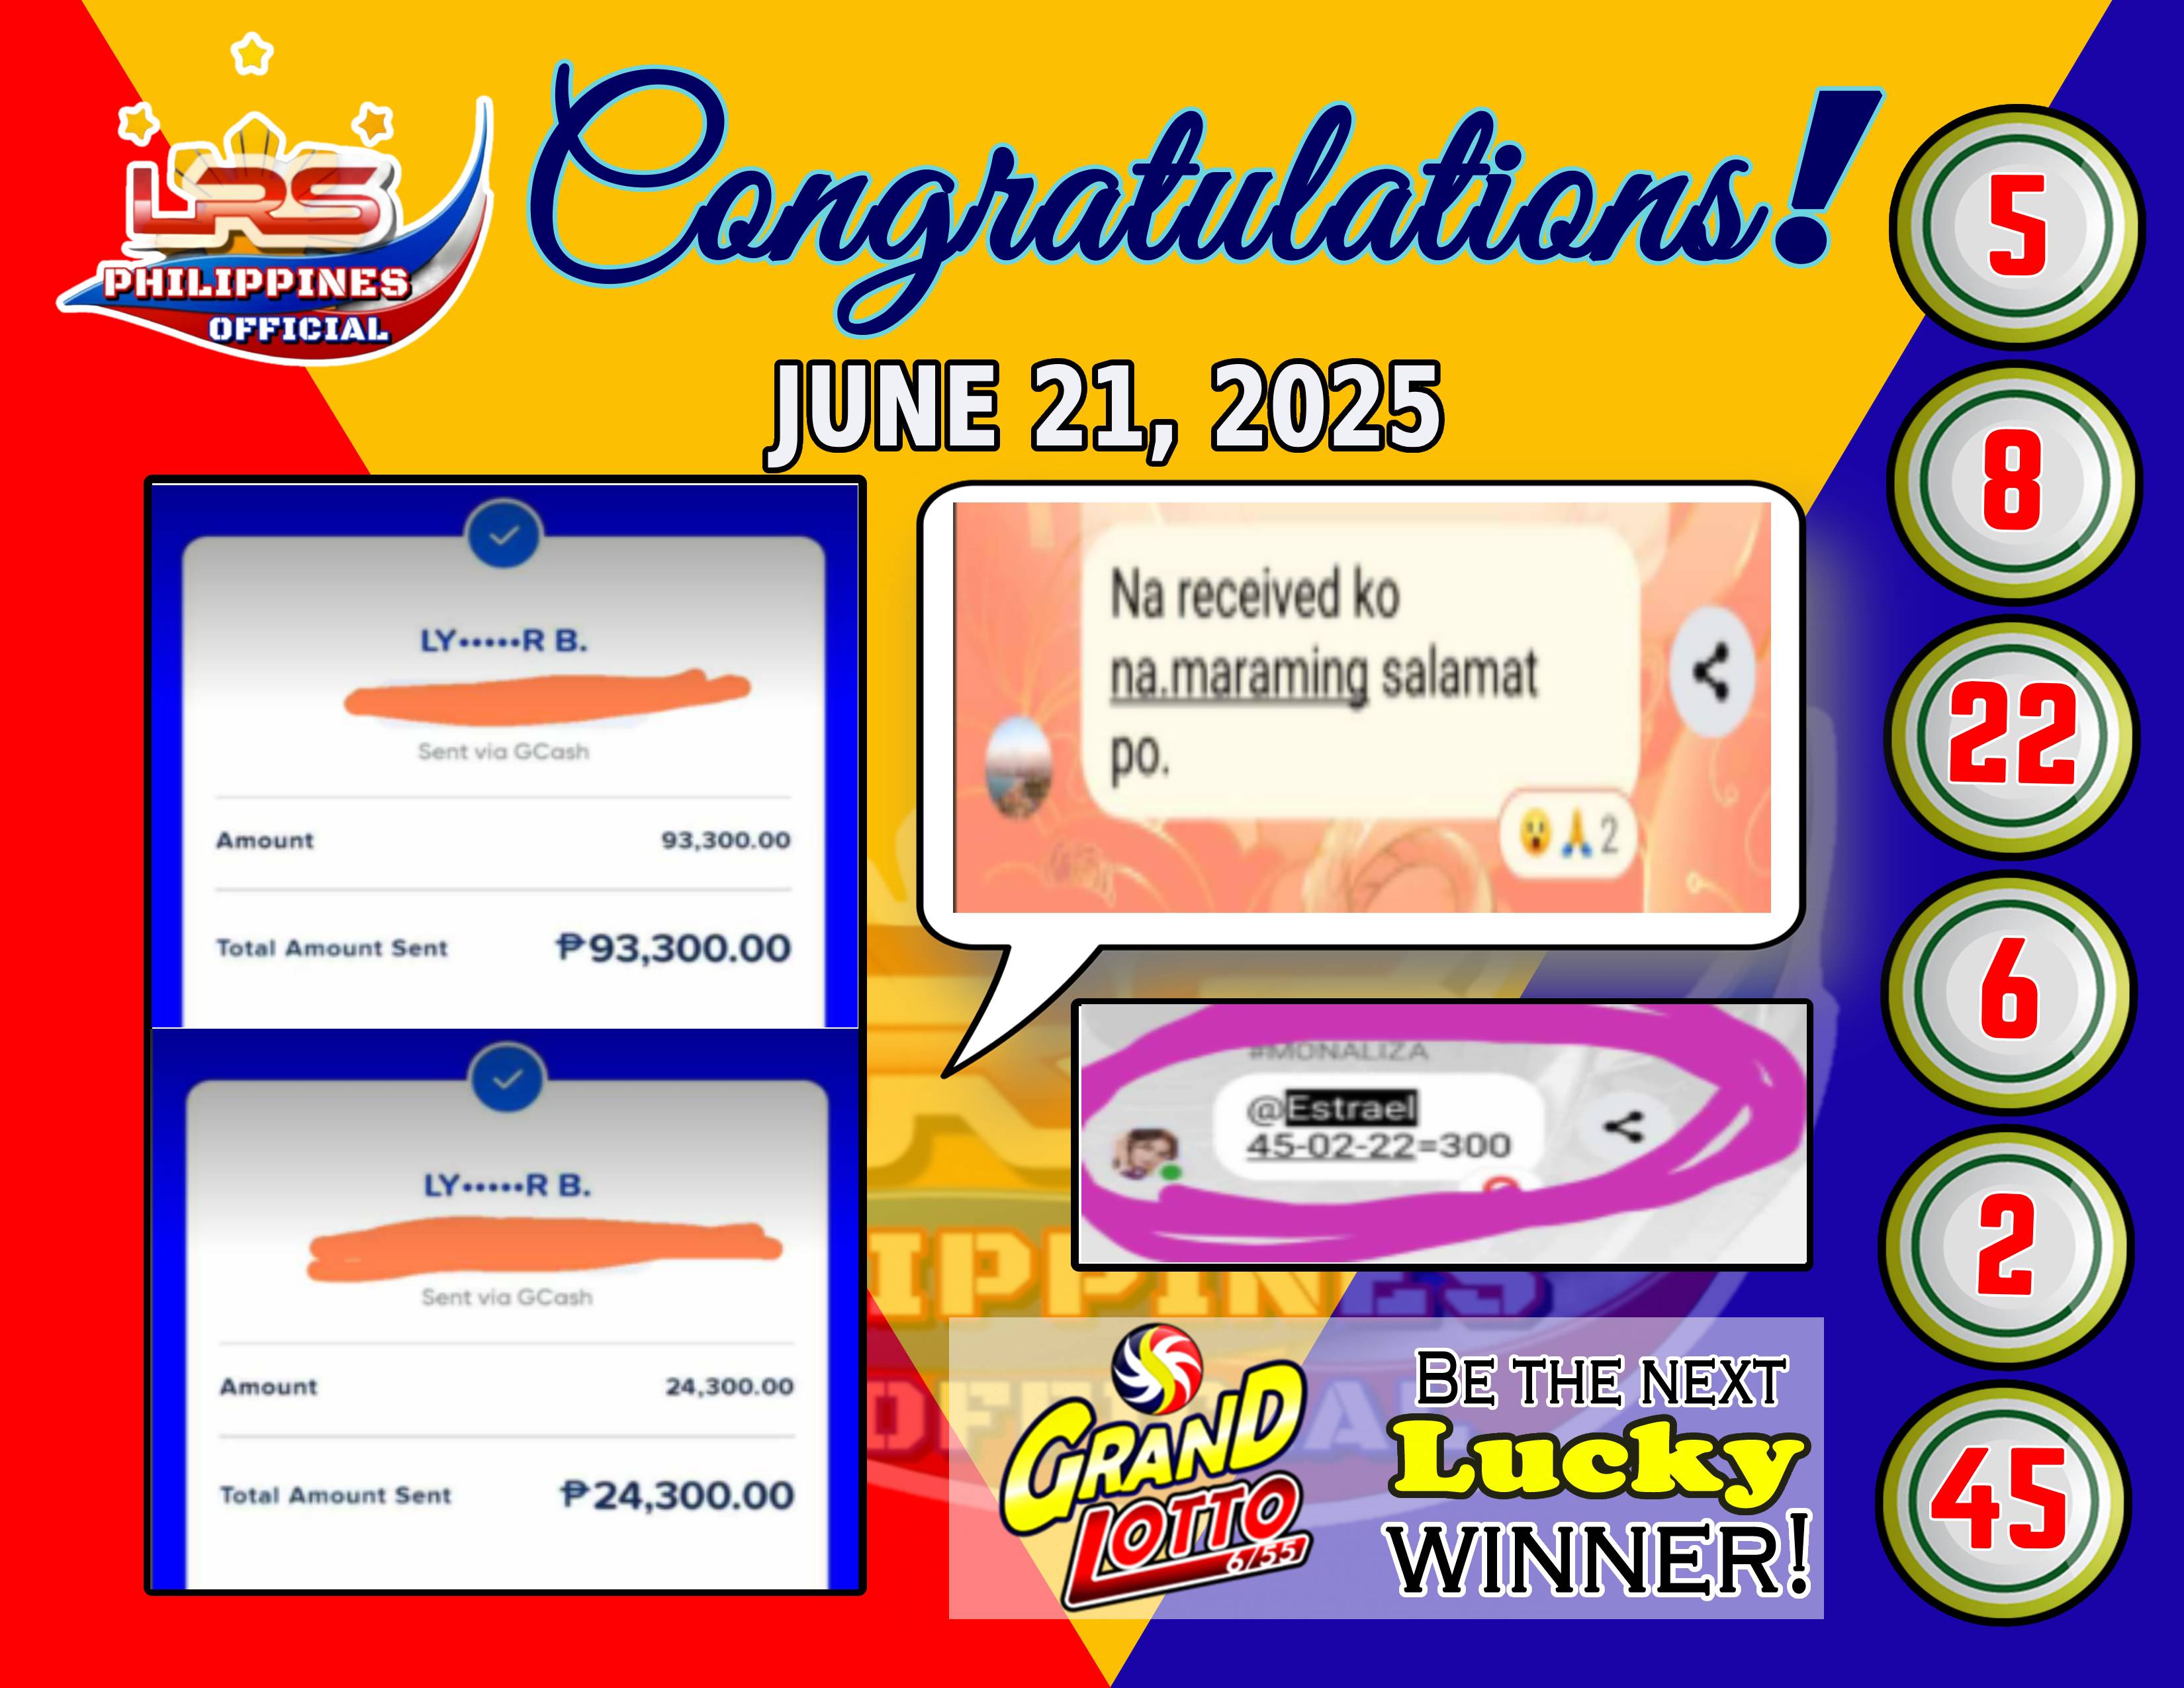 LRS
PHILIPPINES
OFFICIAL
Congratulations!
JUNE 21, 2025
LY•••••R B.
Sent via GCash
Amount 93,300.00
Total Amount Sent ₱93,300.00
LY•••••R B.
Sent via GCash
Amount 24,300.00
Total Amount Sent ₱24,300.00
Na received ko
na.maraming salamat
po.
2
#MONALIZA
@Estrael
45-02-22=300
IPPINES
OFFICIAL
GRAND
LOTTO
6/55
BE THE NEXT
Lucky
WINNER!
5
8
22
6
2
45